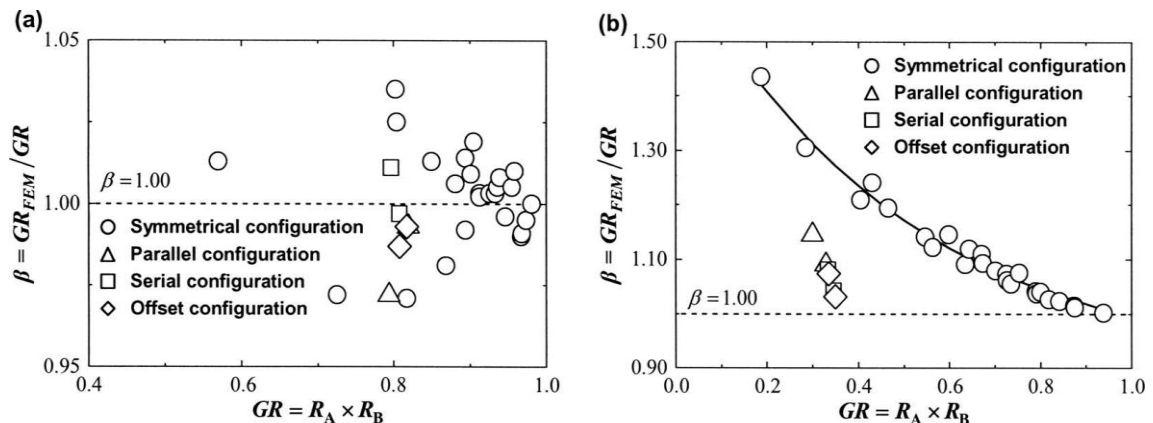 (a)
1.05
1.00
0.95
β = GR_FEM / GR
β = 1.00
Symmetrical configuration
Parallel configuration
Serial configuration
Offset configuration
0.4 0.6 0.8 1.0
GR = R_A × R_B
(b)
1.50
1.30
1.10
0.90
β = GR_FEM / GR
Symmetrical configuration
Parallel configuration
Serial configuration
Offset configuration
β = 1.00
0.0 0.2 0.4 0.6 0.8 1.0
GR = R_A × R_B